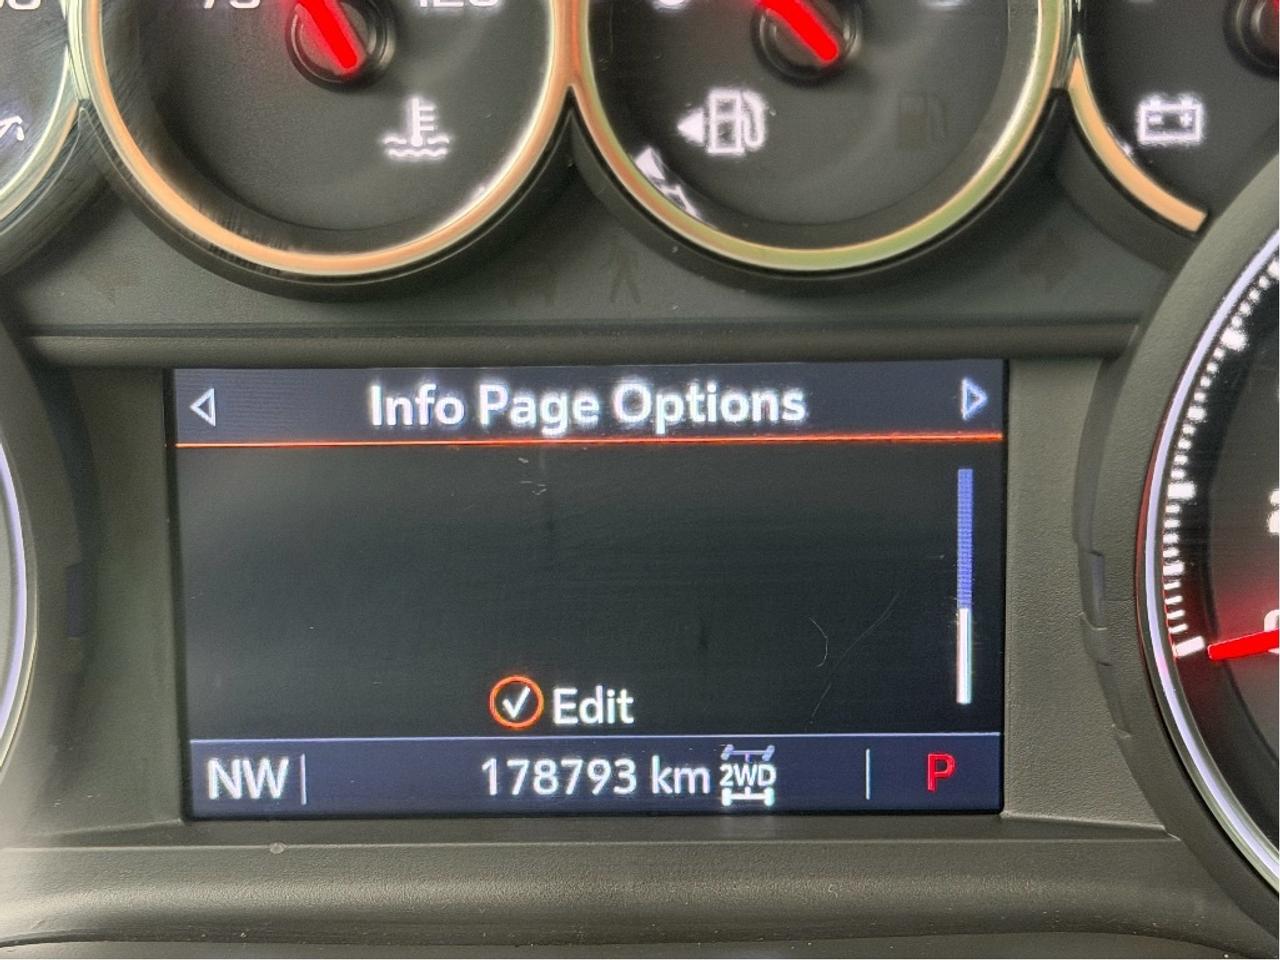 Info Page Options
Edit
NW
178793 km
2WD
P